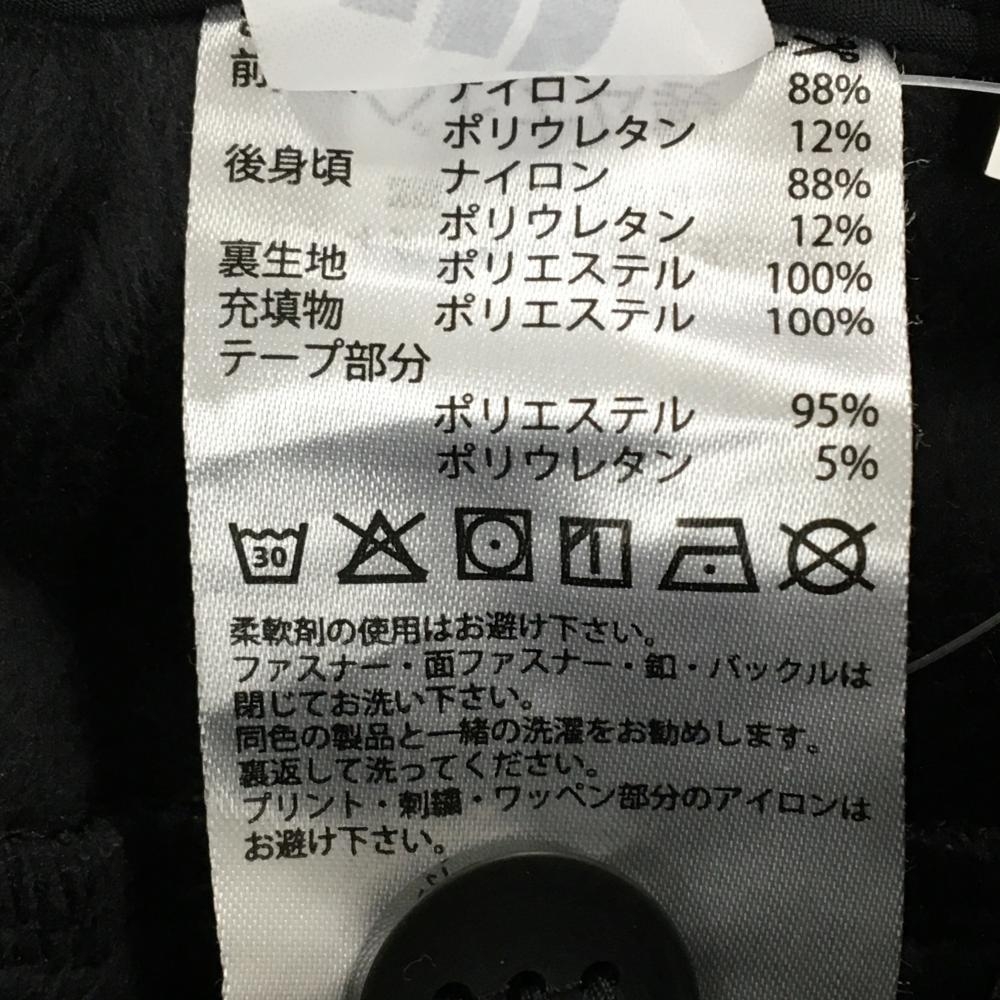 前
ナイロン 88%
ポリウレタン 12%
後身頃 ナイロン 88%
ポリウレタン 12%
裏生地 ポリエステル 100%
充填物 ポリエステル 100%
テープ部分
ポリエステル 95%
ポリウレタン 5%
30
柔軟剤の使用はお避け下さい。
ファスナー・面ファスナー・釦・バックルは
閉じてお洗い下さい。
同色の製品と一緒の洗濯をお勧めします。
裏返して洗ってください。
プリント・刺繍・ワッペン部分のアイロンは
お避け下さい。